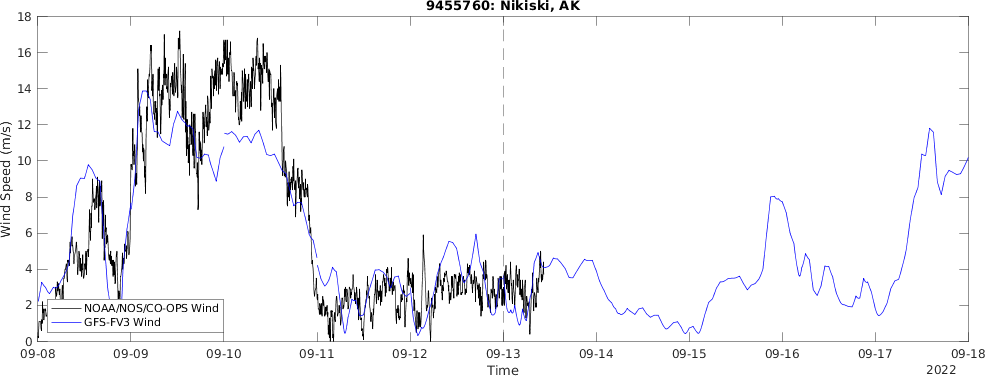 9455760: Nikiski, AK
Wind Speed (m/s)
18
16
14
12
10
8
6
4
2
0
NOAA/NOS/CO-OPS Wind
GFS-FV3 Wind
09-08 09-09 09-10 09-11 09-12 09-13 09-14 09-15 09-16 09-17 09-18
Time
2022